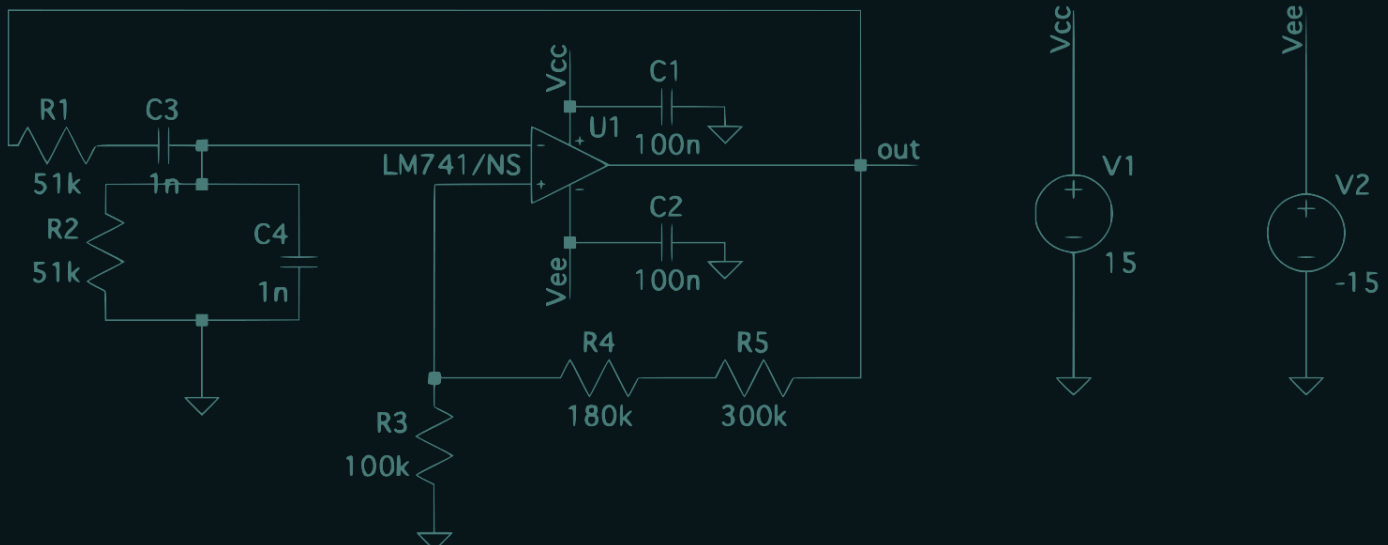 R1
51k
C3
1n
R2
51k
C4
1n
LM741/NS
Vcc
C1
100n
U1
-
+
+
-
C2
100n
Vee
out
R4
180k
R5
300k
R3
100k
Vcc
V1
+
-
15
Vee
V2
+
-
-15